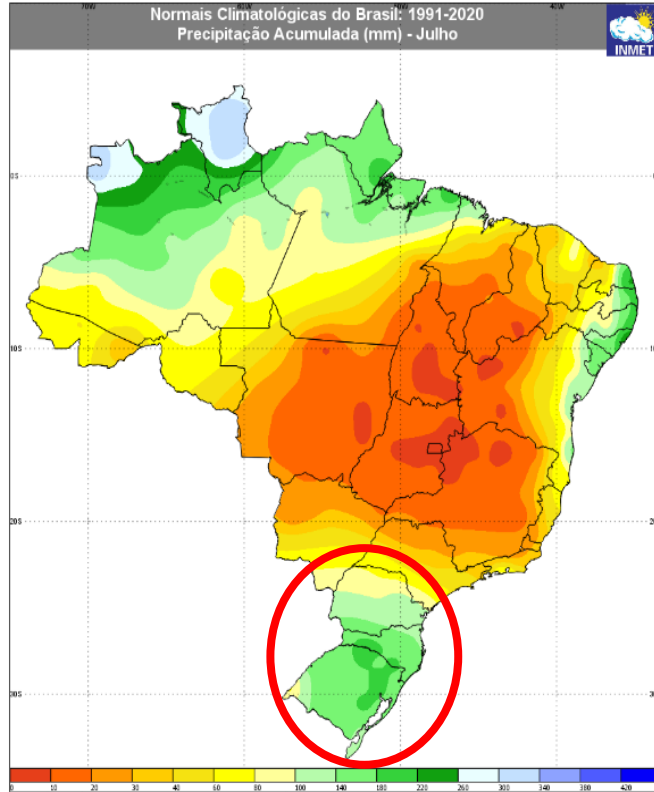 Normais Climatológicas do Brasil: 1991-2020
Precipitação Acumulada (mm) - Julho
INMET
10S
20S
30S
0 10 20 30 40 60 80 100 140 180 220 260 300 340 380 420